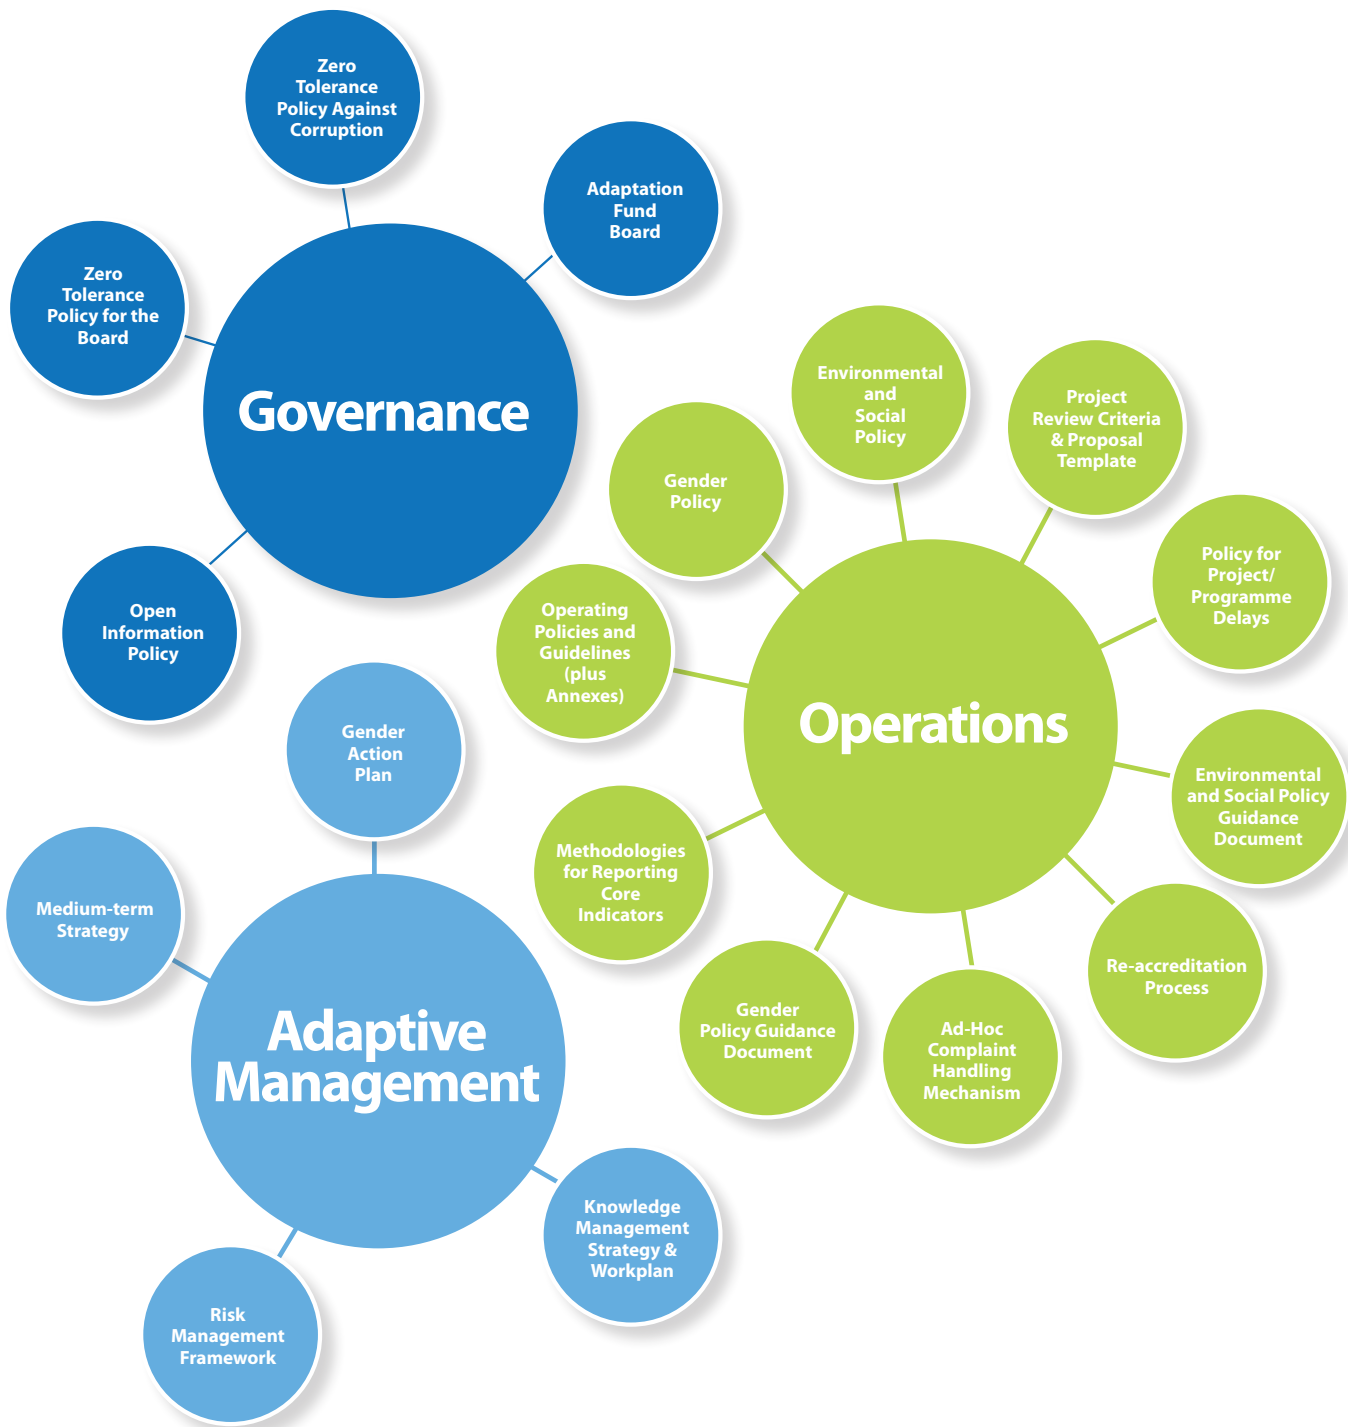 Zero
Tolerance
Policy Against
Corruption
Adaptation
Fund
Board
Zero
Tolerance
Policy for the
Board
Governance
Open
Information
Policy
Environmental
and
Social
Policy
Project
Review Criteria
& Proposal
Template
Gender
Policy
Policy for
Project/
Programme
Delays
Operating
Policies and
Guidelines
(plus
Annexes)
Operations
Environmental
and Social Policy
Guidance
Document
Methodologies
for Reporting
Core
Indicators
Re-accreditation
Process
Gender
Policy Guidance
Document
Ad-Hoc
Complaint
Handling
Mechanism
Gender
Action
Plan
Medium-term
Strategy
Adaptive
Management
Knowledge
Management
Strategy &
Workplan
Risk
Management
Framework